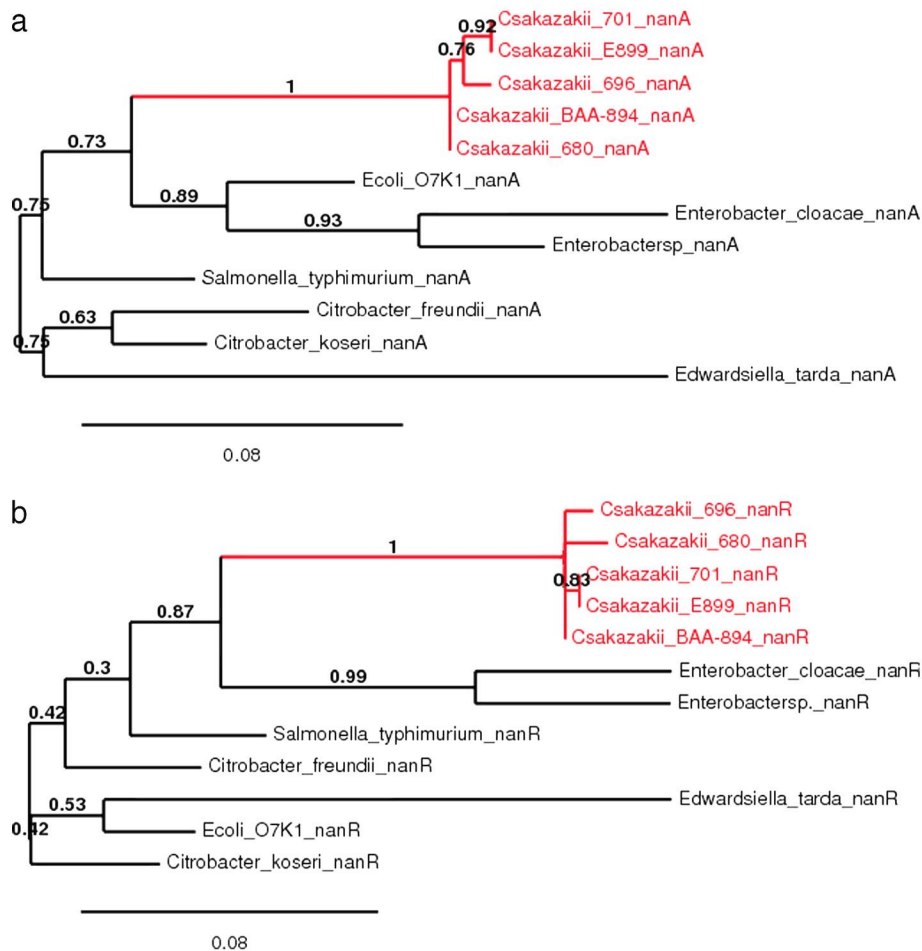 a
Csakazakii_701_nanA
0.92
Csakazakii_E899_nanA
0.76
Csakazakii_696_nanA
1
Csakazakii_BAA-894_nanA
0.73
Csakazakii_680_nanA
Ecoli_O7K1_nanA
0.89
0.75
Enterobacter_cloacae_nanA
0.93
Enterobactersp_nanA
Salmonella_typhimurium_nanA
Citrobacter_freundii_nanA
0.63
0.75
Citrobacter_koseri_nanA
Edwardsiella_tarda_nanA
0.08
b
Csakazakii_696_nanR
1
Csakazakii_680_nanR
0.83
Csakazakii_701_nanR
Csakazakii_E899_nanR
0.87
Csakazakii_BAA-894_nanR
0.3
0.99
Enterobacter_cloacae_nanR
Enterobactersp._nanR
0.42
Salmonella_typhimurium_nanR
Citrobacter_freundii_nanR
0.53
Edwardsiella_tarda_nanR
0.42
Ecoli_O7K1_nanR
Citrobacter_koseri_nanR
0.08